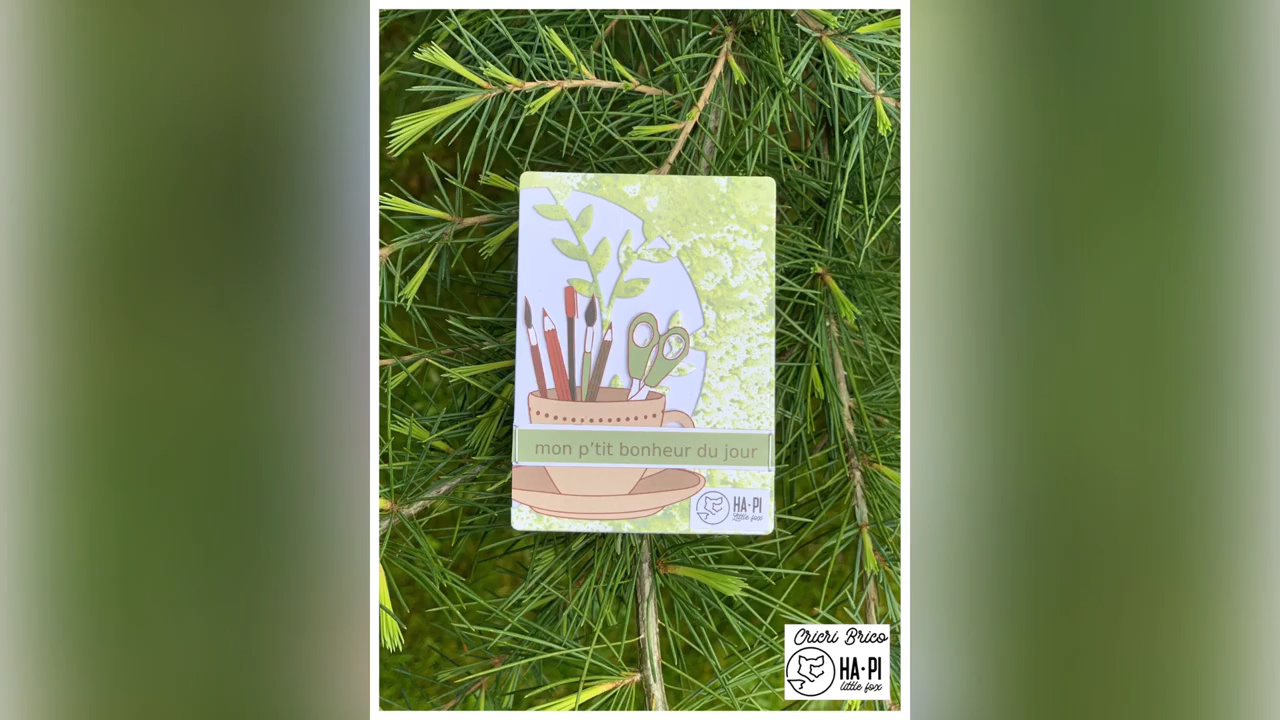 mon p'tit bonheur du jour
HA·PI
Little fox
Cricri Brico
HA·PI
little fox